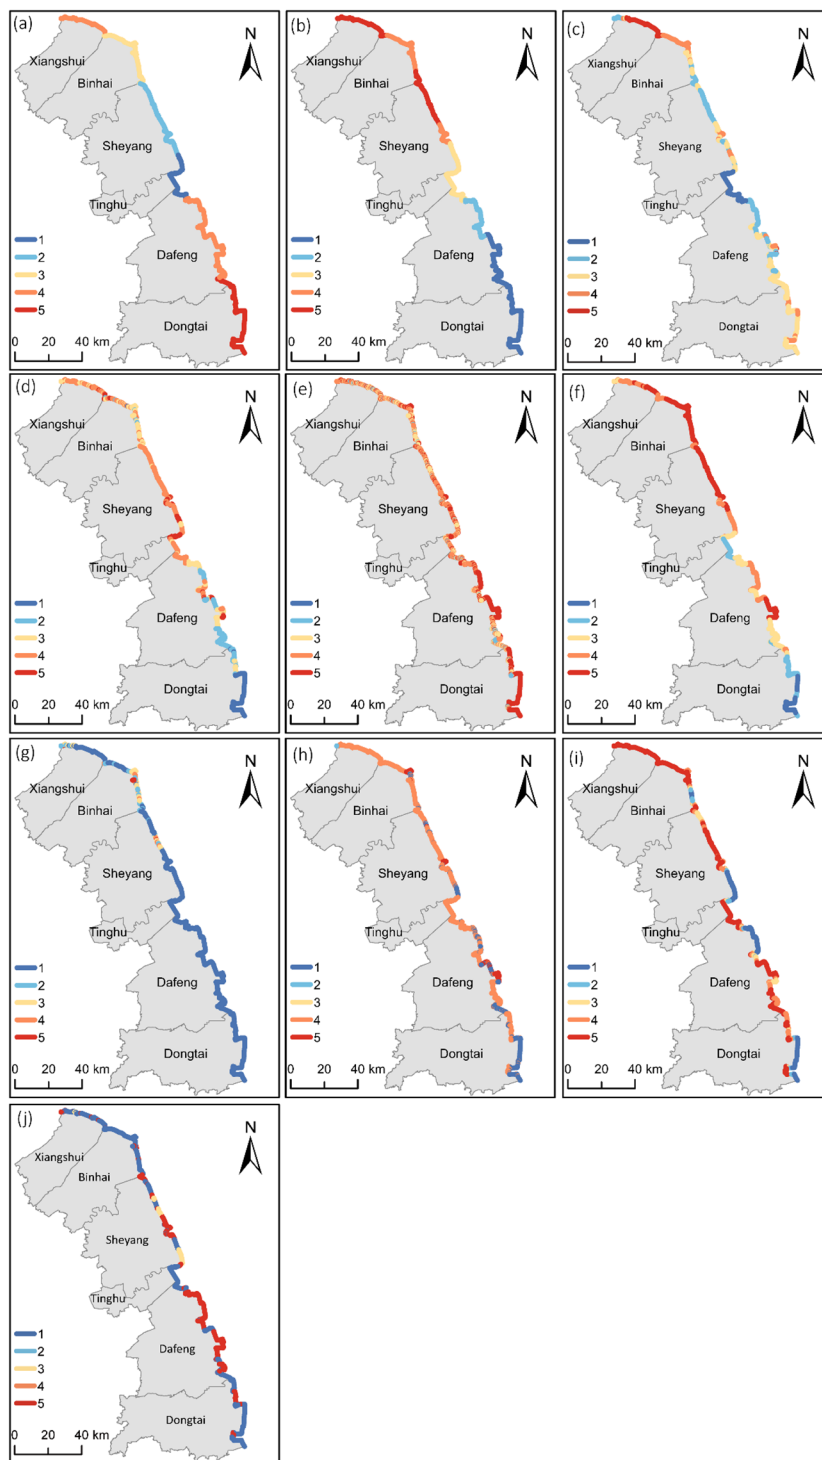 (a)
N
Xiangshui
Binhai
Sheyang
Tinghu
Dafeng
Dongtai
1
2
3
4
5
0 20 40 km
(b)
N
Xiangshui
Binhai
Sheyang
Tinghu
Dafeng
Dongtai
1
2
3
4
5
0 20 40 km
(c)
N
Xiangshui
Binhai
Sheyang
Tinghu
Dafeng
Dongtai
1
2
3
4
5
0 20 40 km
(d)
N
Xiangshui
Binhai
Sheyang
Tinghu
Dafeng
Dongtai
1
2
3
4
5
0 20 40 km
(e)
N
Xiangshui
Binhai
Sheyang
Tinghu
Dafeng
Dongtai
1
2
3
4
5
0 20 40 km
(f)
N
Xiangshui
Binhai
Sheyang
Tinghu
Dafeng
Dongtai
1
2
3
4
5
0 20 40 km
(g)
N
Xiangshui
Binhai
Sheyang
Tinghu
Dafeng
Dongtai
1
2
3
4
5
0 20 40 km
(h)
N
Xiangshui
Binhai
Sheyang
Tinghu
Dafeng
Dongtai
1
2
3
4
5
0 20 40 km
(i)
N
Xiangshui
Binhai
Sheyang
Tinghu
Dafeng
Dongtai
1
2
3
4
5
0 20 40 km
(j)
N
Xiangshui
Binhai
Sheyang
Tinghu
Dafeng
Dongtai
1
2
3
4
5
0 20 40 km